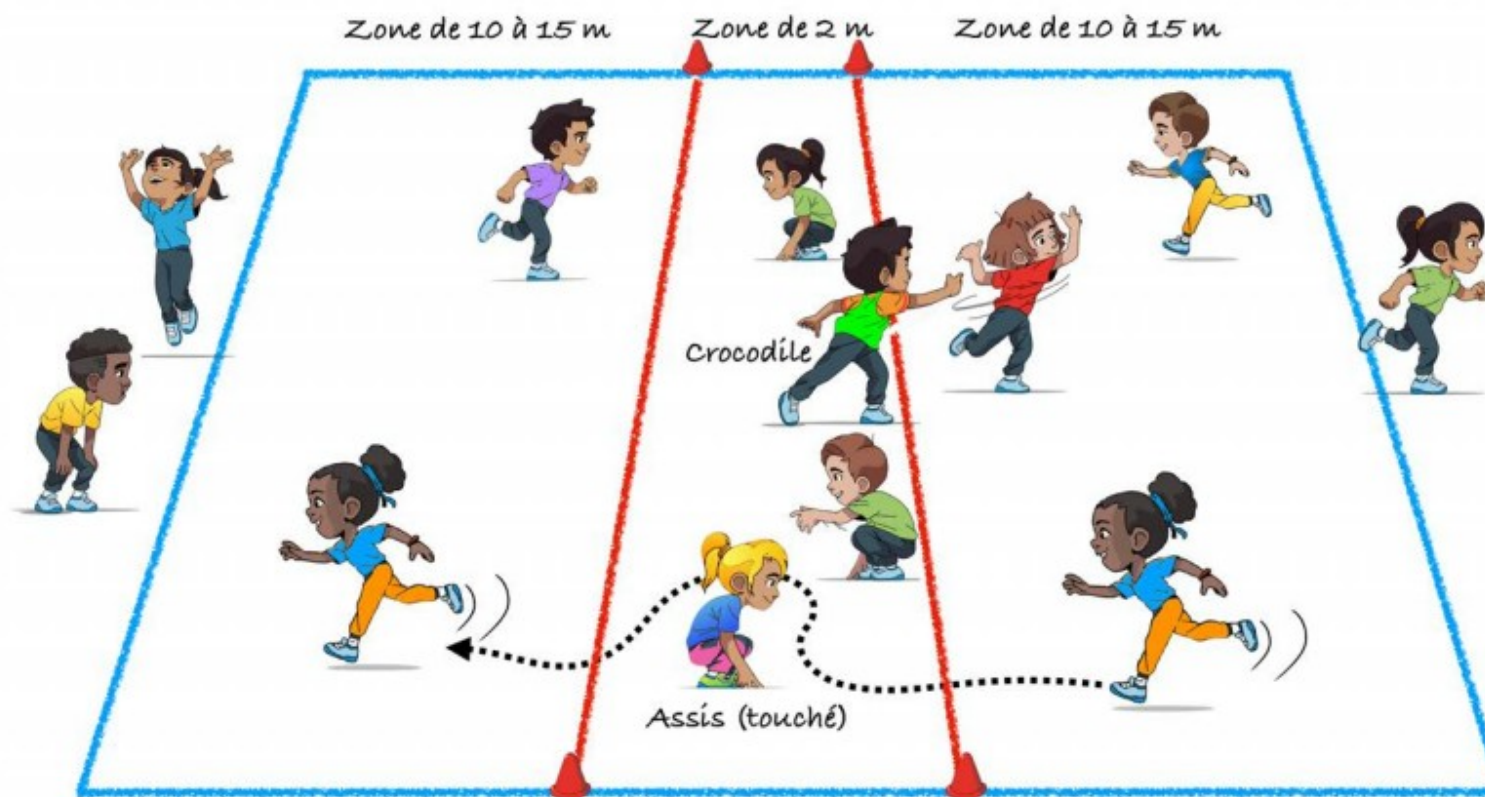 Zone de 10 à 15 m
Zone de 2 m
Zone de 10 à 15 m
Crocodile
Assis (touché)